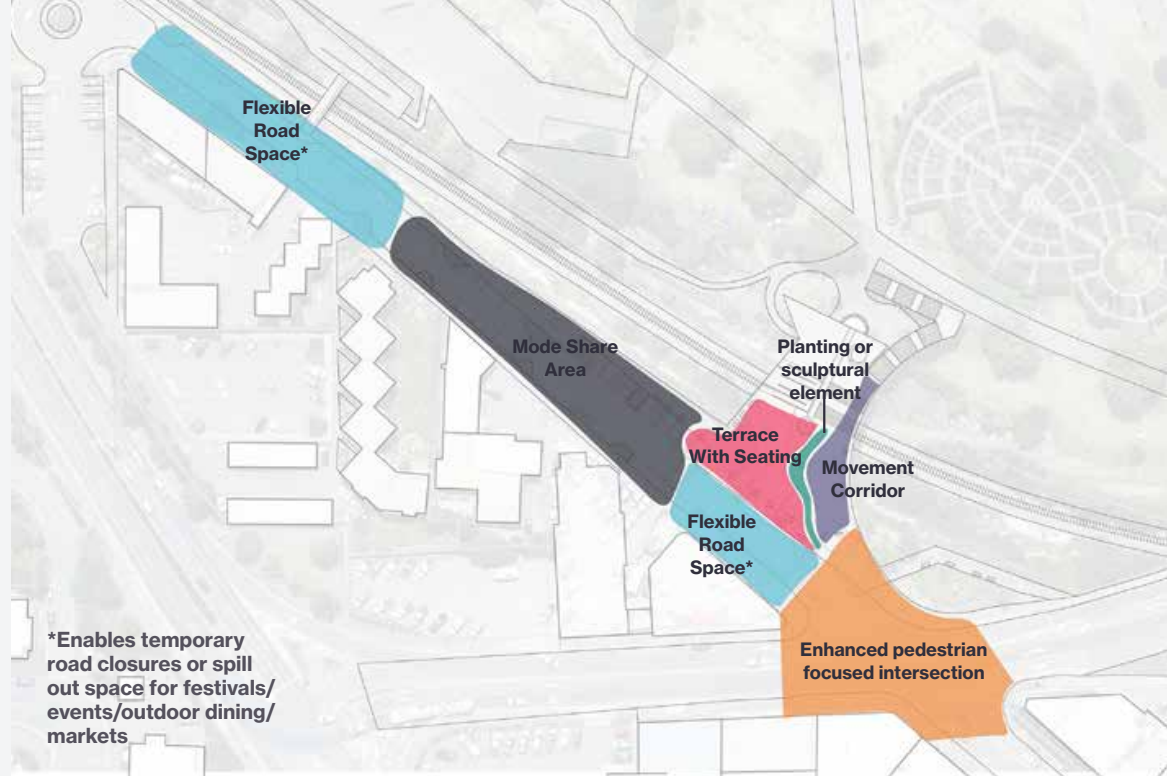 Flexible
Road
Space*
Mode Share
Area
Planting or
sculptural
element
Terrace
With Seating
Movement
Corridor
Flexible
Road
Space*
Enhanced pedestrian
focused intersection
*Enables temporary
road closures or spill
out space for festivals/
events/outdoor dining/
markets